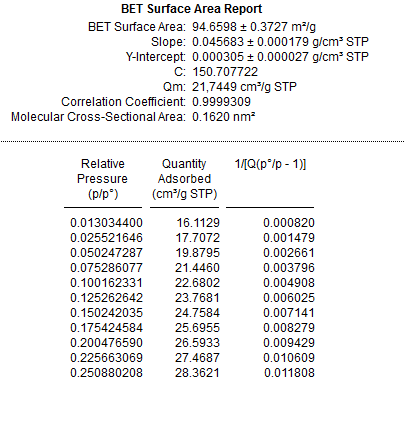 BET Surface Area Report
BET Surface Area: 94.6598 ± 0.3727 m²/g
Slope: 0.045683 ± 0.000179 g/cm³ STP
Y-Intercept: 0.000305 ± 0.000027 g/cm³ STP
C: 150.707722
Qm: 21,7449 cm³/g STP
Correlation Coefficient: 0.9999309
Molecular Cross-Sectional Area: 0.1620 nm²
Relative Pressure (p/p°) Quantity Adsorbed (cm³/g STP) 1/[Q(p°/p - 1)]
0.013034400 16.1129 0.000820
0.025521646 17.7072 0.001479
0.050247287 19.8795 0.002661
0.075286077 21.4460 0.003796
0.100162331 22.6802 0.004908
0.125262642 23.7681 0.006025
0.150242035 24.7584 0.007141
0.175424584 25.6955 0.008279
0.200476590 26.5933 0.009429
0.225663069 27.4687 0.010609
0.250880208 28.3621 0.011808